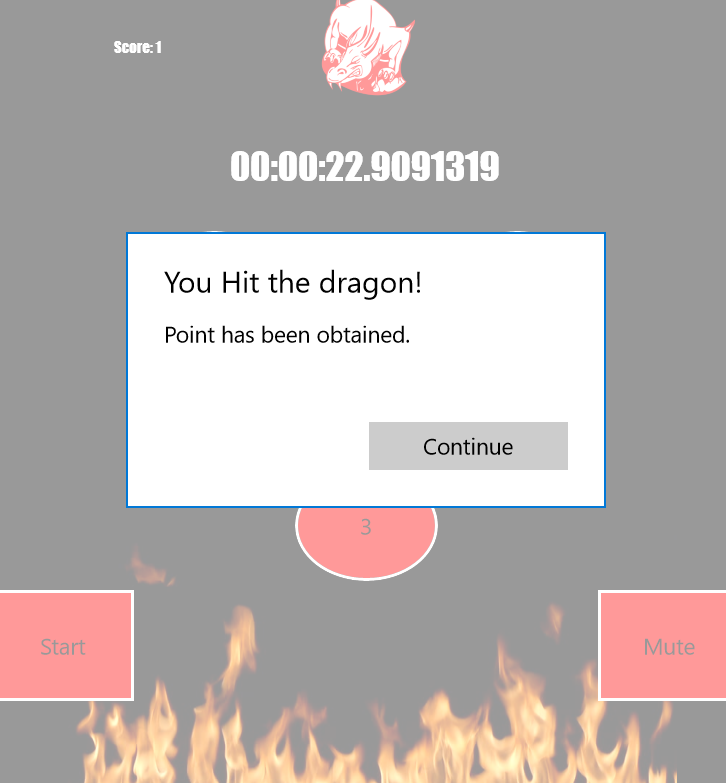 Score: 1
00:00:22.9091319
You Hit the dragon!
Point has been obtained.
Continue
3
Start
Mute